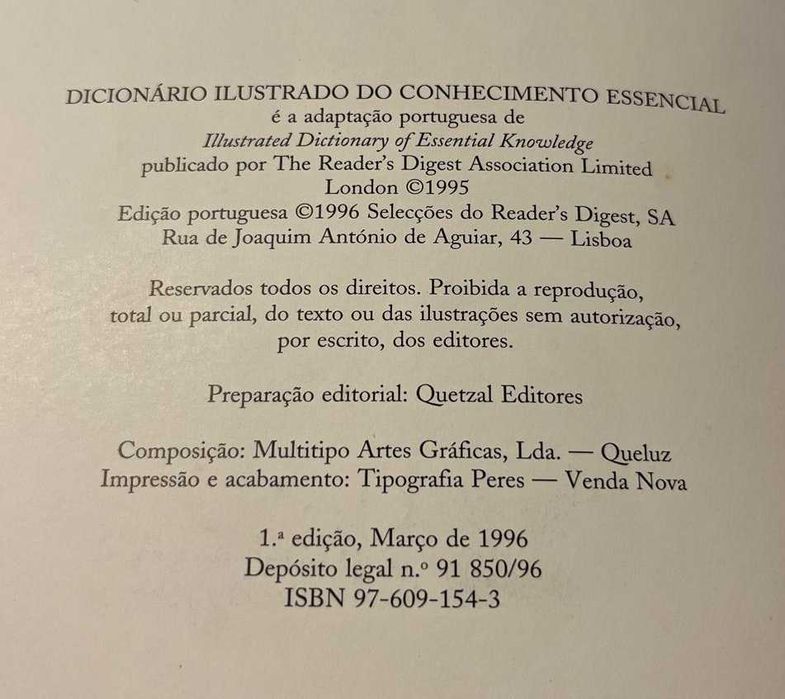 DICIONÁRIO ILUSTRADO DO CONHECIMENTO ESSENCIAL
é a adaptação portuguesa de
Illustrated Dictionary of Essential Knowledge
publicado por The Reader's Digest Association Limited
London ©1995
Edição portuguesa ©1996 Selecções do Reader's Digest, SA
Rua de Joaquim António de Aguiar, 43 — Lisboa
Reservados todos os direitos. Proibida a reprodução,
total ou parcial, do texto ou das ilustrações sem autorização,
por escrito, dos editores.
Preparação editorial: Quetzal Editores
Composição: Multitipo Artes Gráficas, Lda. — Queluz
Impressão e acabamento: Tipografia Peres — Venda Nova
1.ª edição, Março de 1996
Depósito legal n.º 91 850/96
ISBN 97-609-154-3